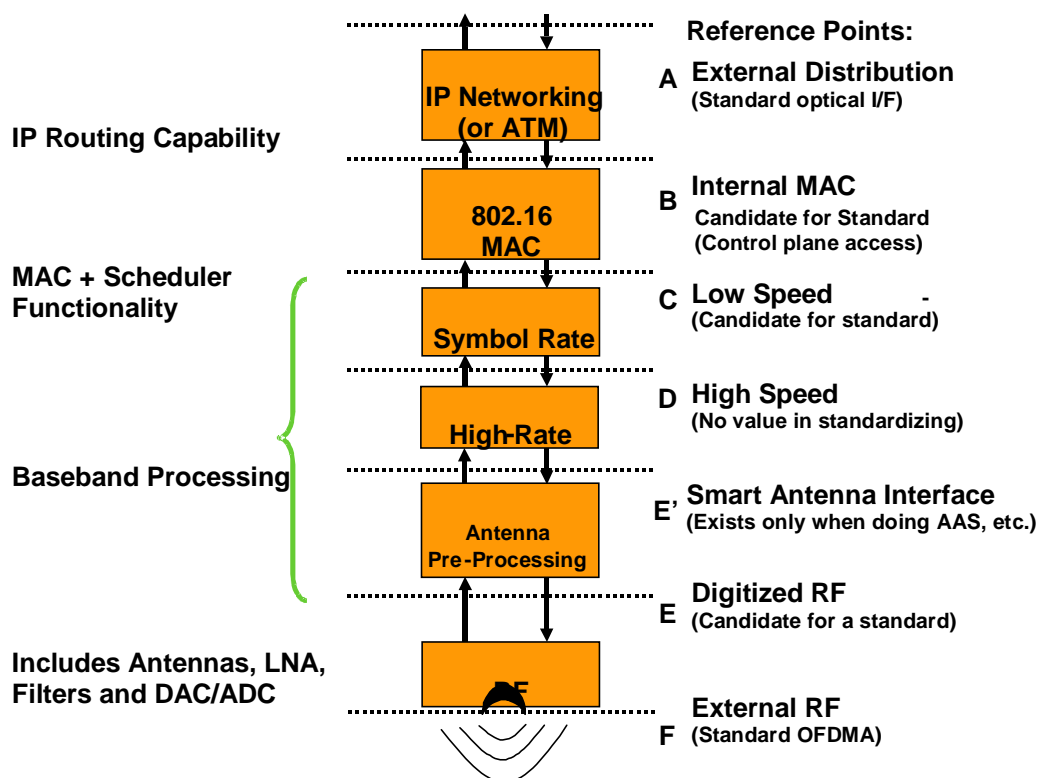 Reference Points:
A External Distribution
(Standard optical I/F)
IP Networking
(or ATM)
IP Routing Capability
B Internal MAC
Candidate for Standard
(Control plane access)
802.16
MAC
MAC + Scheduler
Functionality
C Low Speed -
(Candidate for standard)
Symbol Rate
D High Speed
(No value in standardizing)
High-Rate
Baseband Processing
E’ Smart Antenna Interface
(Exists only when doing AAS, etc.)
Antenna
Pre-Processing
E Digitized RF
(Candidate for a standard)
Includes Antennas, LNA,
Filters and DAC/ADC
RF
F External RF
(Standard OFDMA)